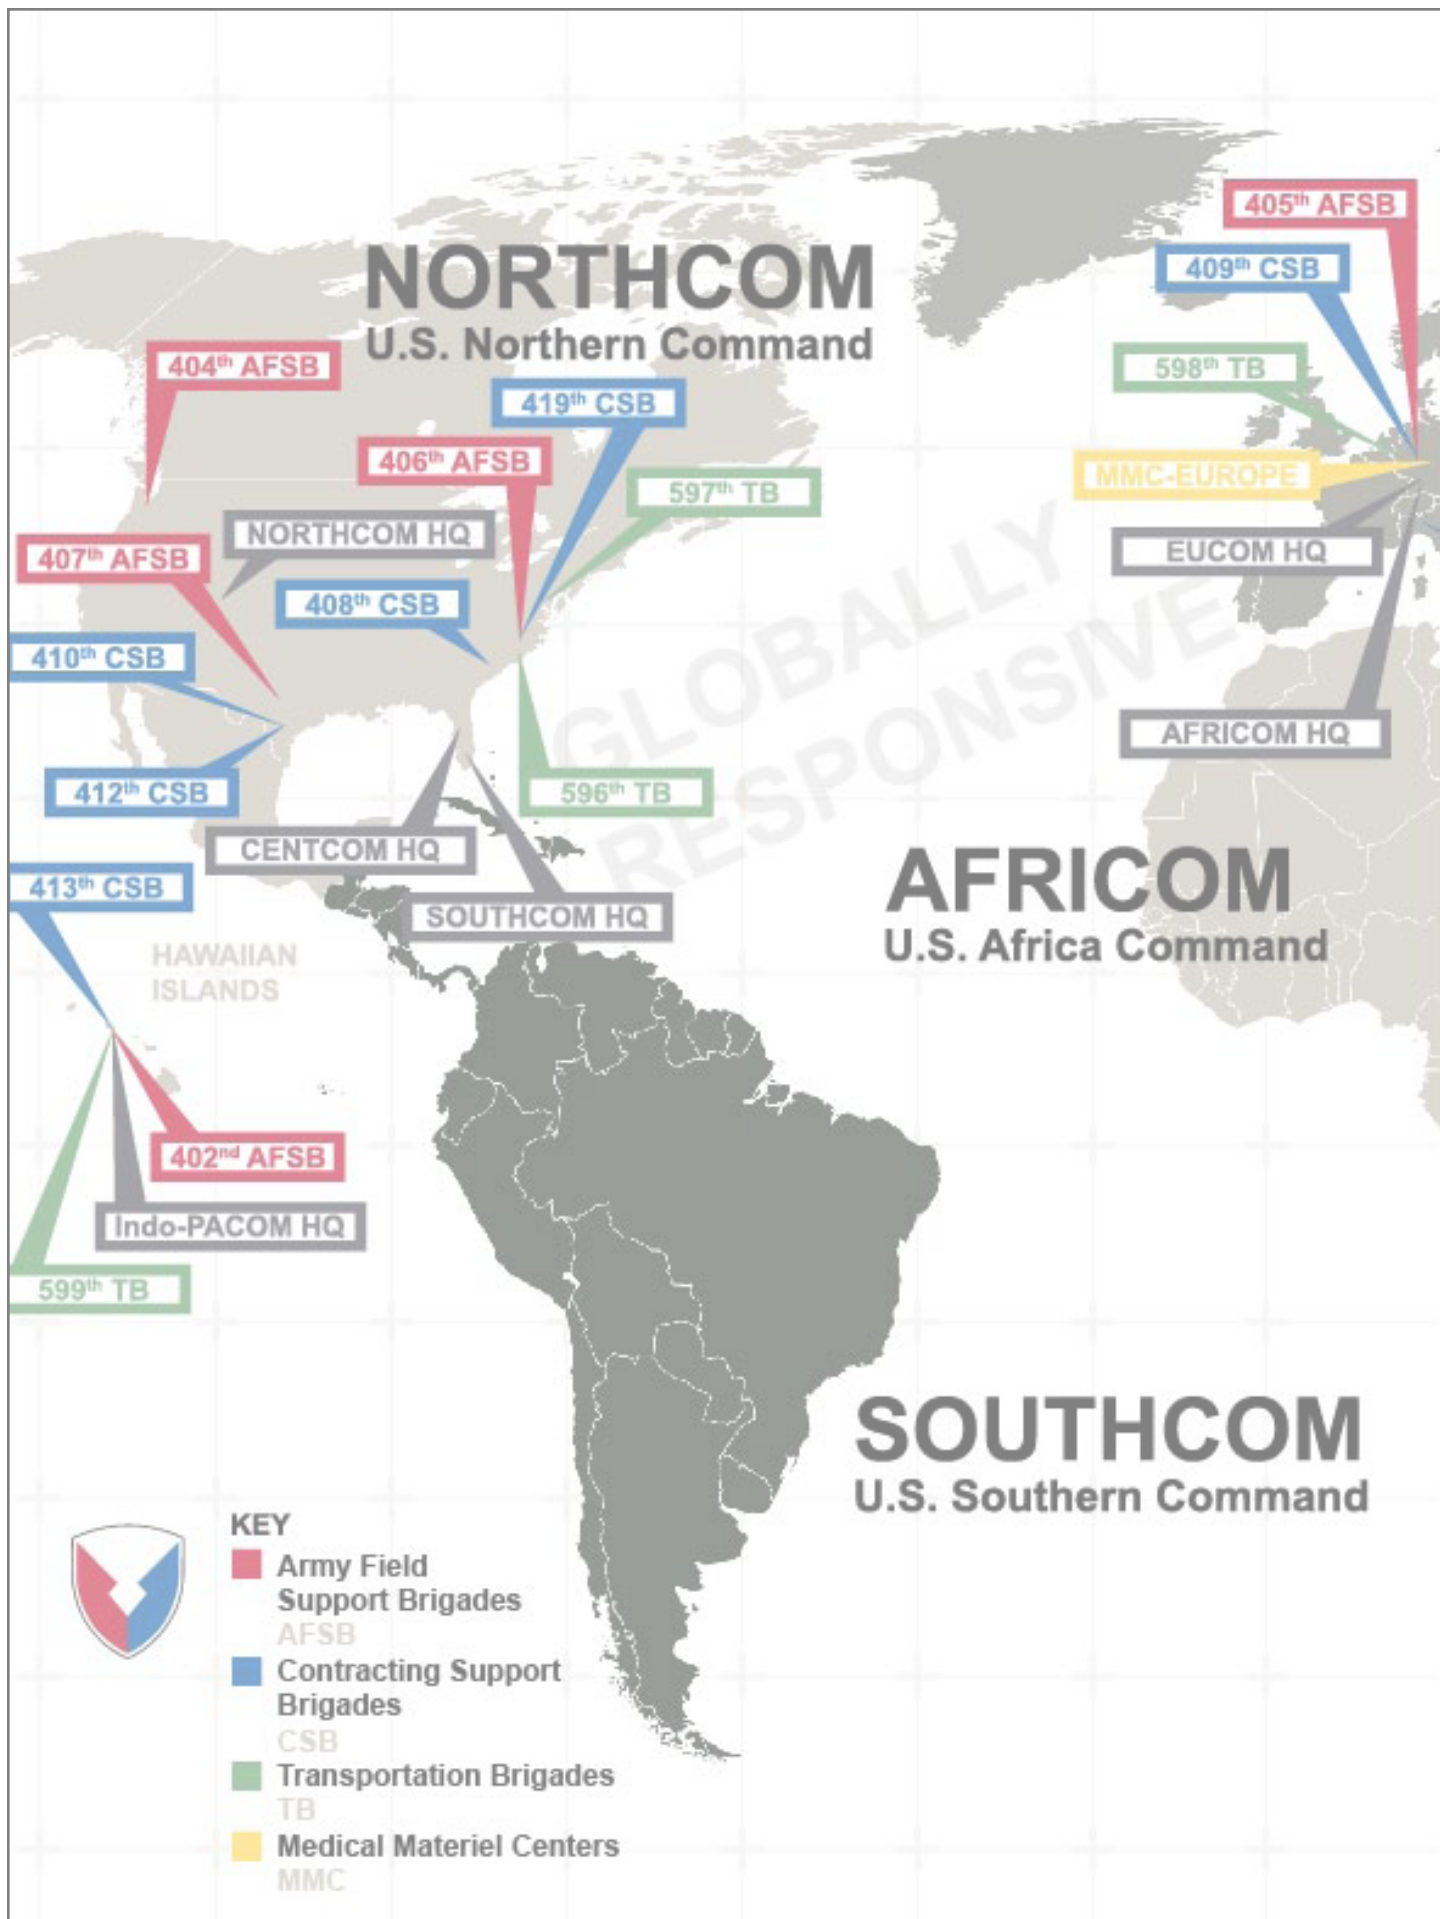 NORTHCOM
U.S. Northern Command
405th AFSB
409th CSB
404th AFSB
598th TB
419th CSB
406th AFSB
MMC-EUROPE
597th TB
NORTHCOM HQ
407th AFSB
EUCOM HQ
408th CSB
410th CSB
GLOBALLY
RESPONSIVE
AFRICOM HQ
412th CSB
596th TB
CENTCOM HQ
413th CSB
SOUTHCOM HQ
AFRICOM
U.S. Africa Command
HAWAIIAN
ISLANDS
402nd AFSB
Indo-PACOM HQ
599th TB
SOUTHCOM
U.S. Southern Command
KEY
Army Field
Support Brigades
AFSB
Contracting Support
Brigades
CSB
Transportation Brigades
TB
Medical Materiel Centers
MMC